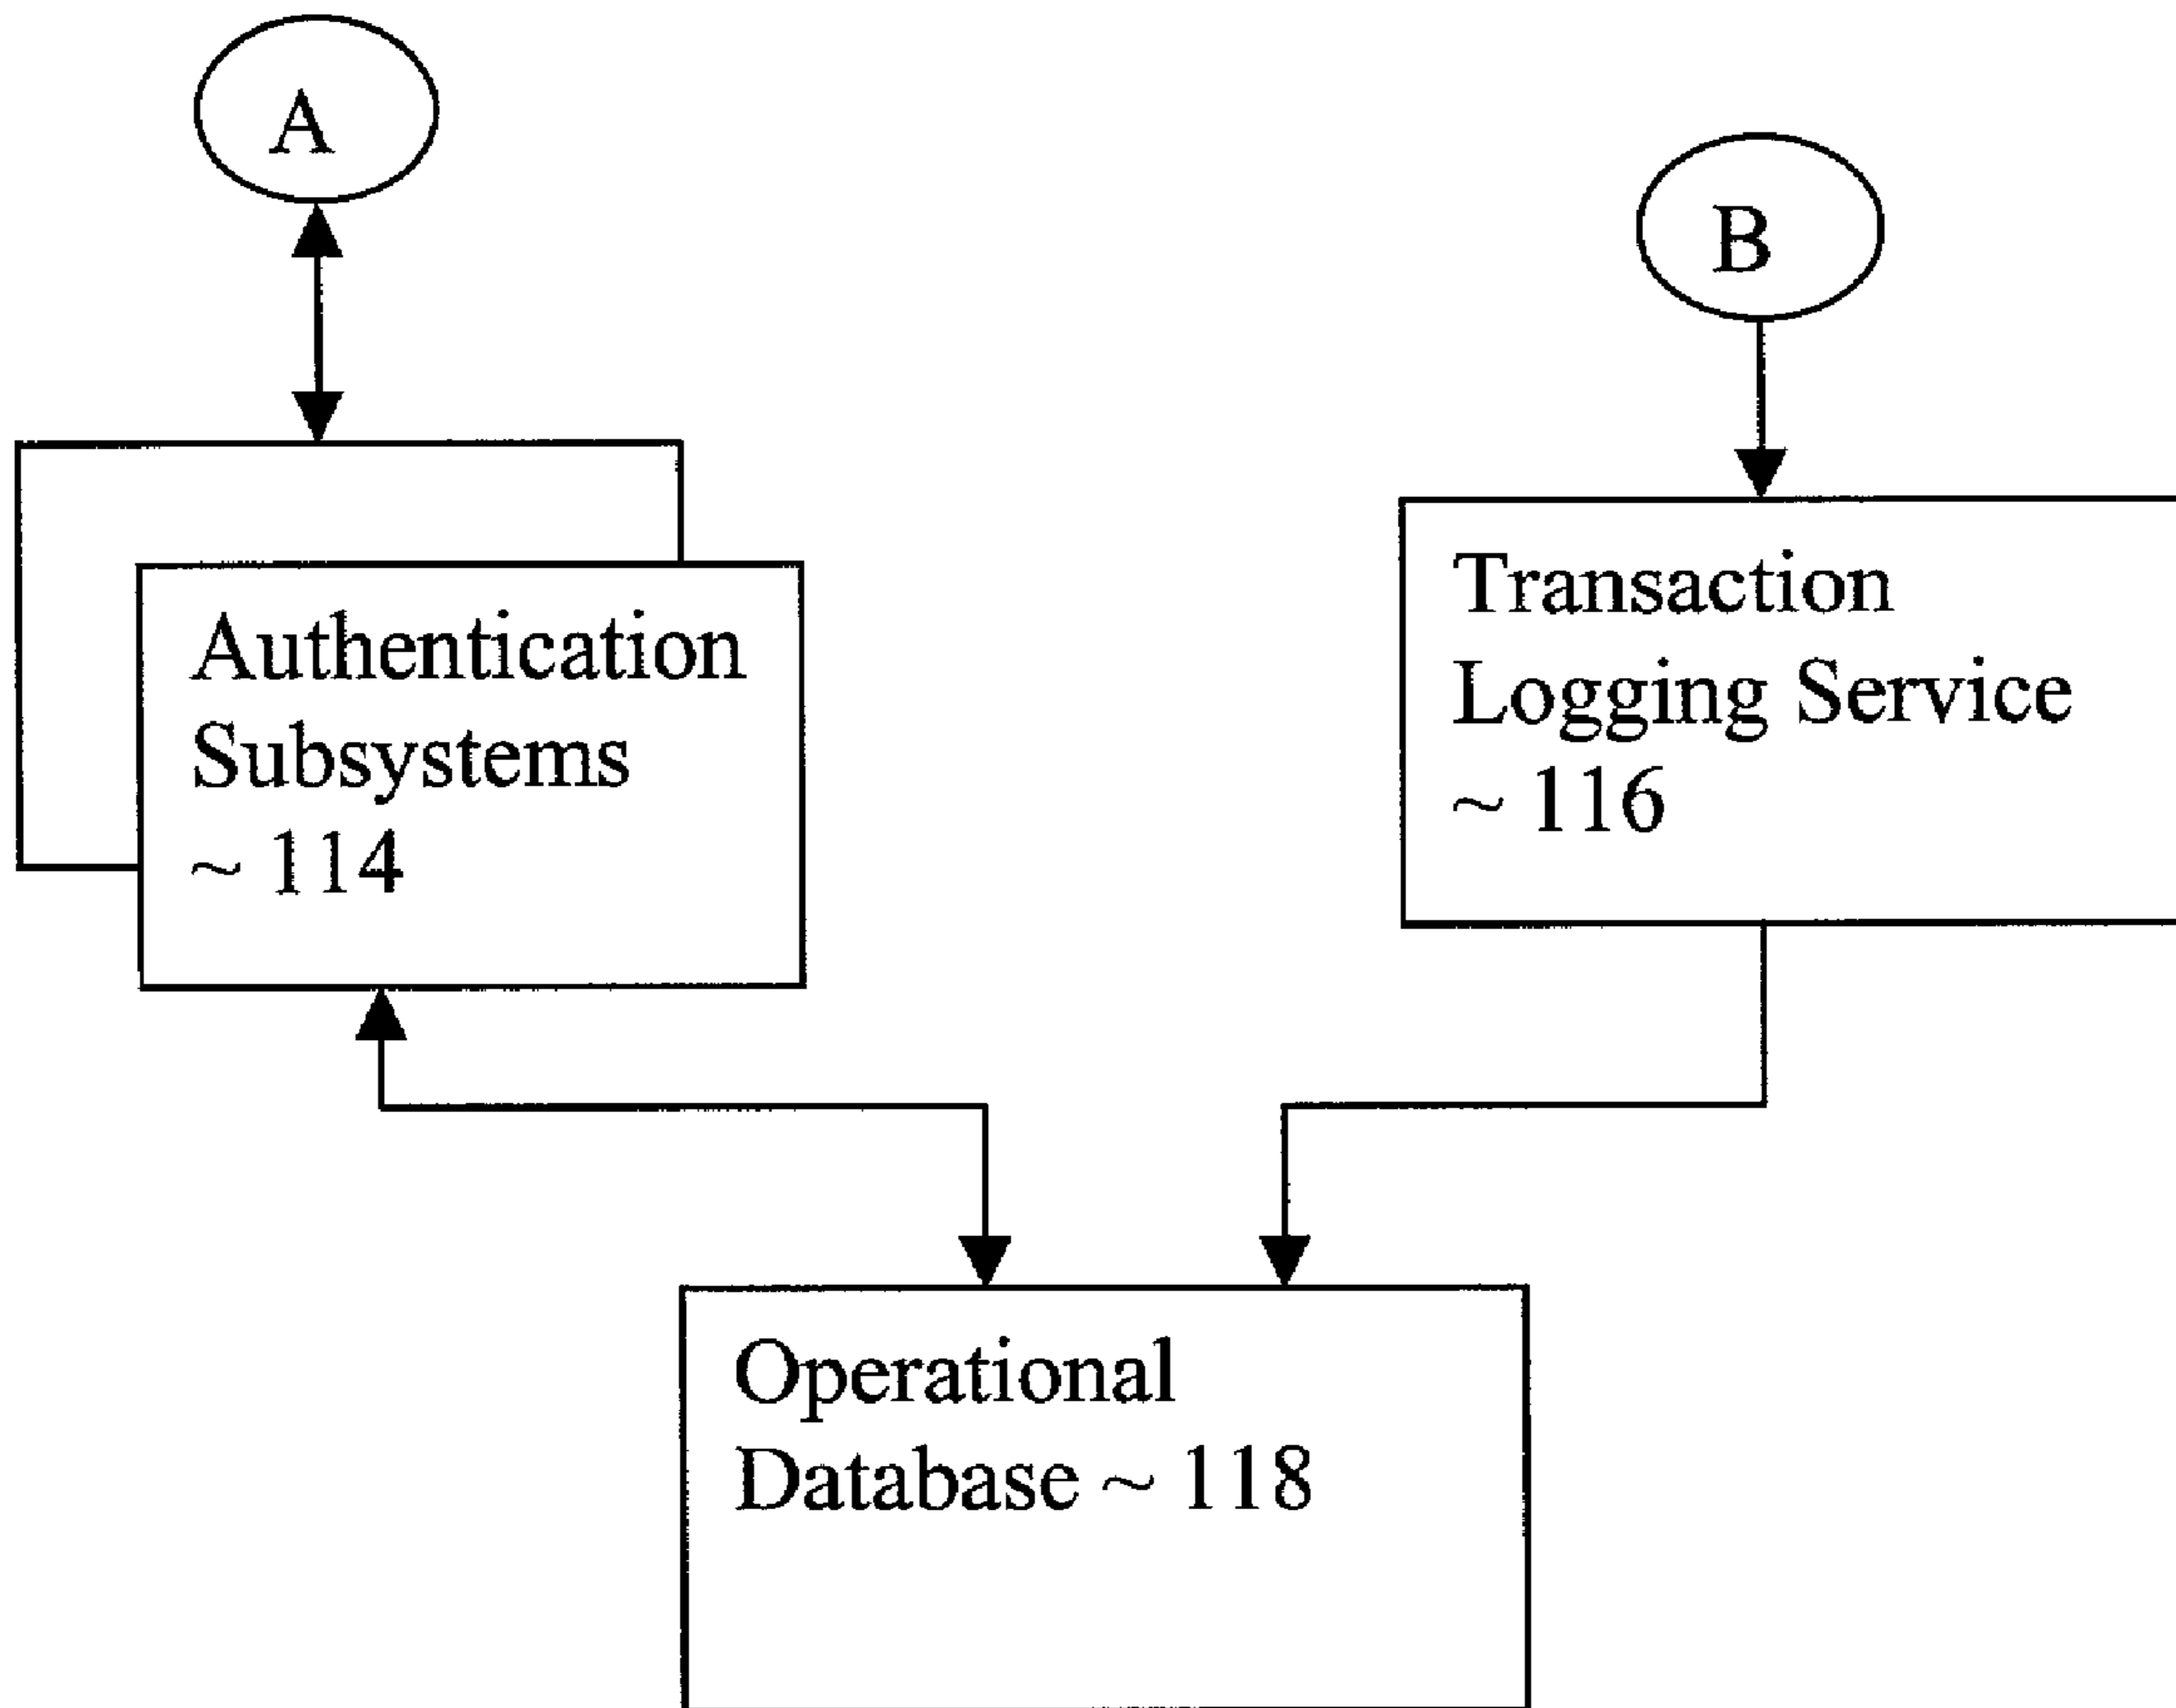 A
B
Authentication
Subsystems
~ 114
Transaction
Logging Service
~ 116
Operational
Database ~ 118